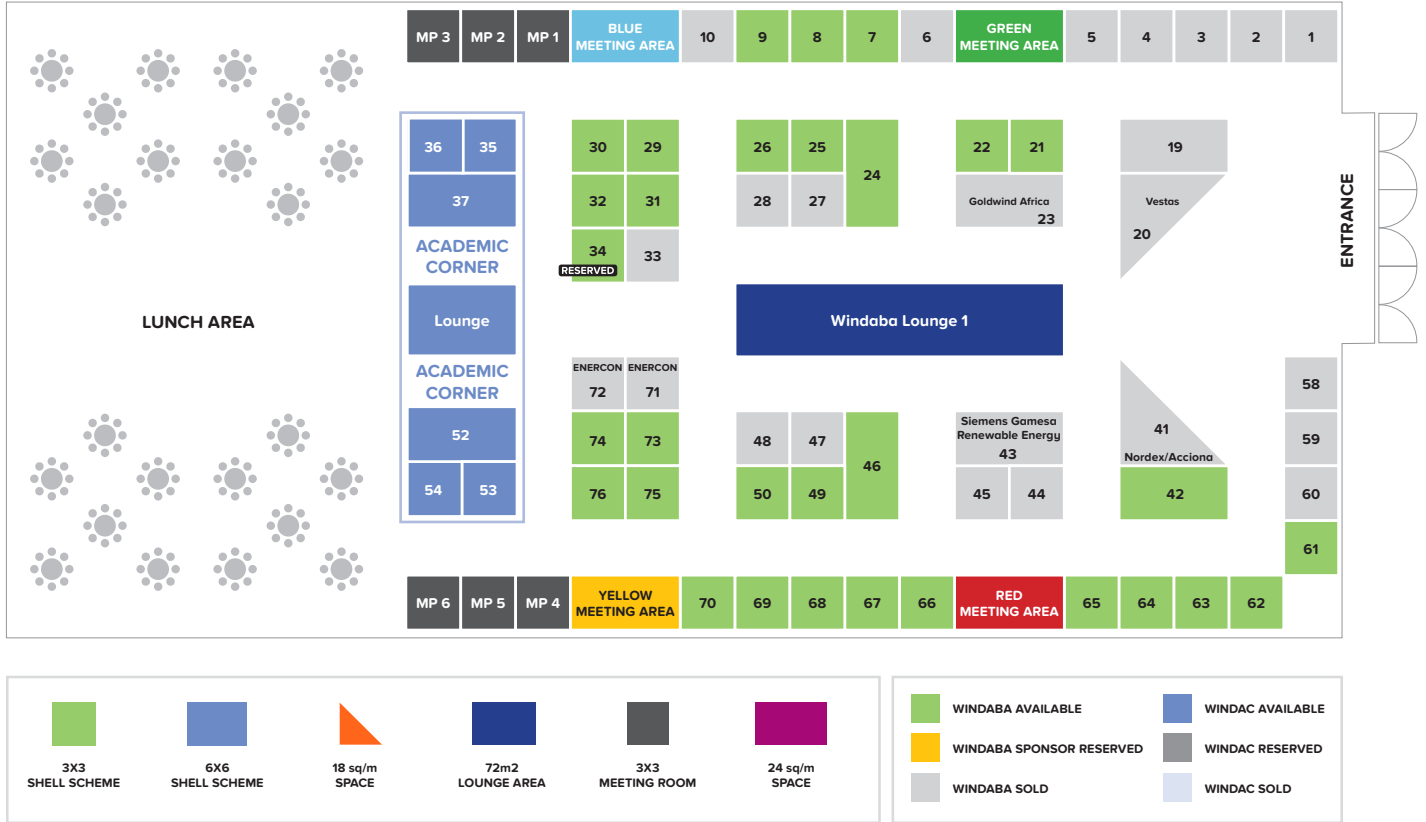 MP 3 MP 2 MP 1 BLUE MEETING AREA 10 9 8 7 6 GREEN MEETING AREA 5 4 3 2 1
36 35 30 29 26 25 24 22 21 19
37 32 31 28 27 Goldwind Africa 23 Vestas 20
ACADEMIC
CORNER
34
RESERVED
33
ENTRANCE
LUNCH AREA
Lounge
Windaba Lounge 1
ACADEMIC
CORNER
ENERCON ENERCON
72 71
58
52 74 73 48 47 46
Siemens Gamesa
Renewable Energy
43
41
Nordex/Acciona
59
54 53 76 75 50 49 45 44 42 60
61
MP 6 MP 5 MP 4 YELLOW MEETING AREA 70 69 68 67 66 RED MEETING AREA 65 64 63 62
3X3
SHELL SCHEME
6X6
SHELL SCHEME
18 sq/m
SPACE
72m2
LOUNGE AREA
3X3
MEETING ROOM
24 sq/m
SPACE
WINDABA AVAILABLE
WINDABA SPONSOR RESERVED
WINDABA SOLD
WINDAC AVAILABLE
WINDAC RESERVED
WINDAC SOLD